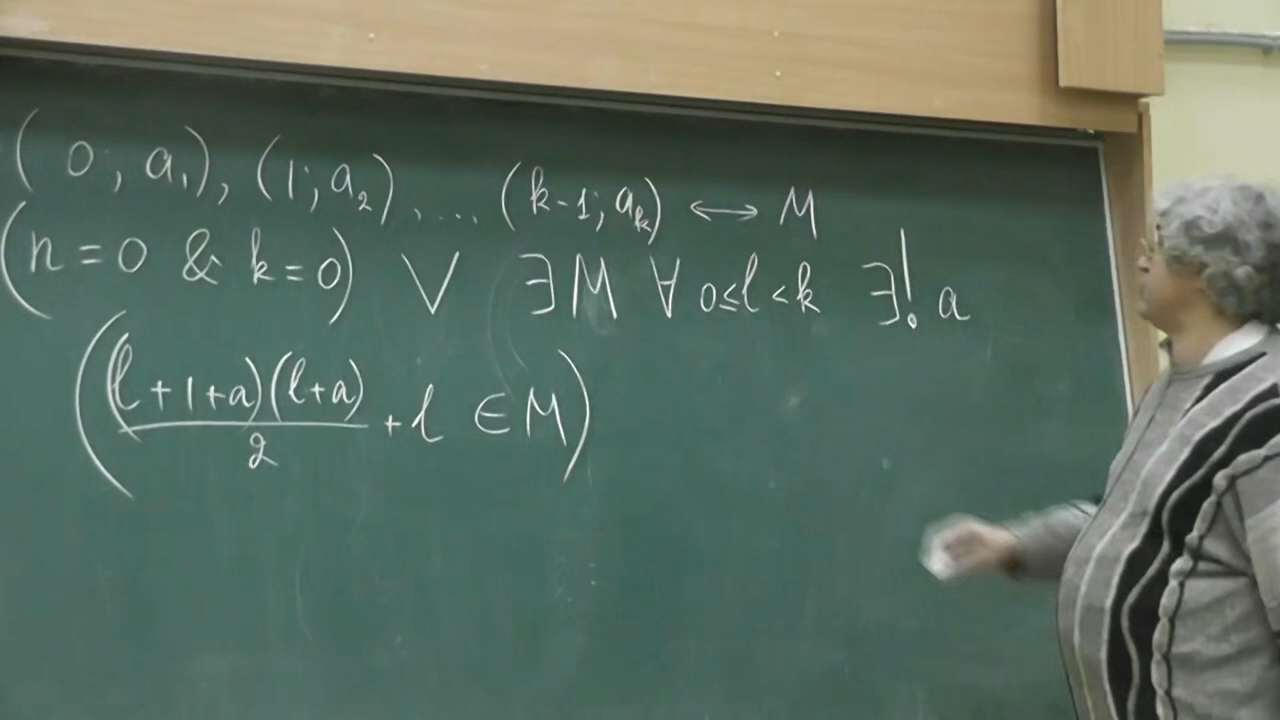 (0, a₁), (1; a₂), ... (k-1; aₖ) ↔ M
(n=0 & k=0) ∨ ∃M ∀ 0≤l<k ∃! a
((l+1+a)(l+a)/2 + l ∈ M)